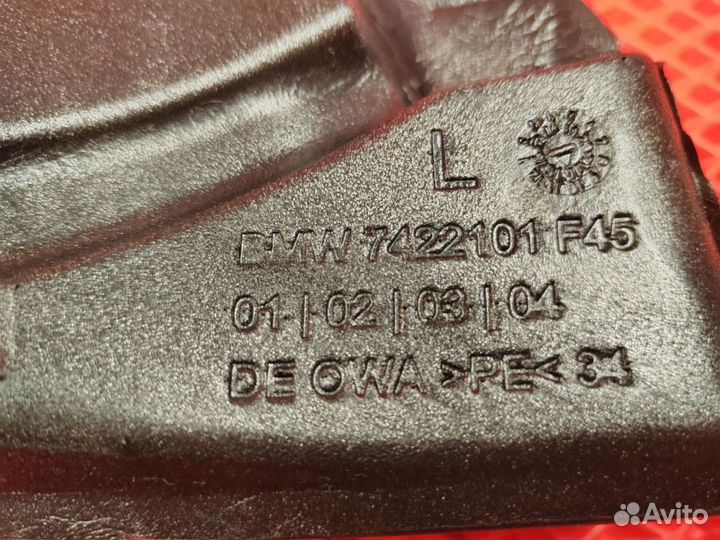 L
BMW 7422101 F45
01 | 02 | 03 | 04
DE GWA >PE< 34
Avito